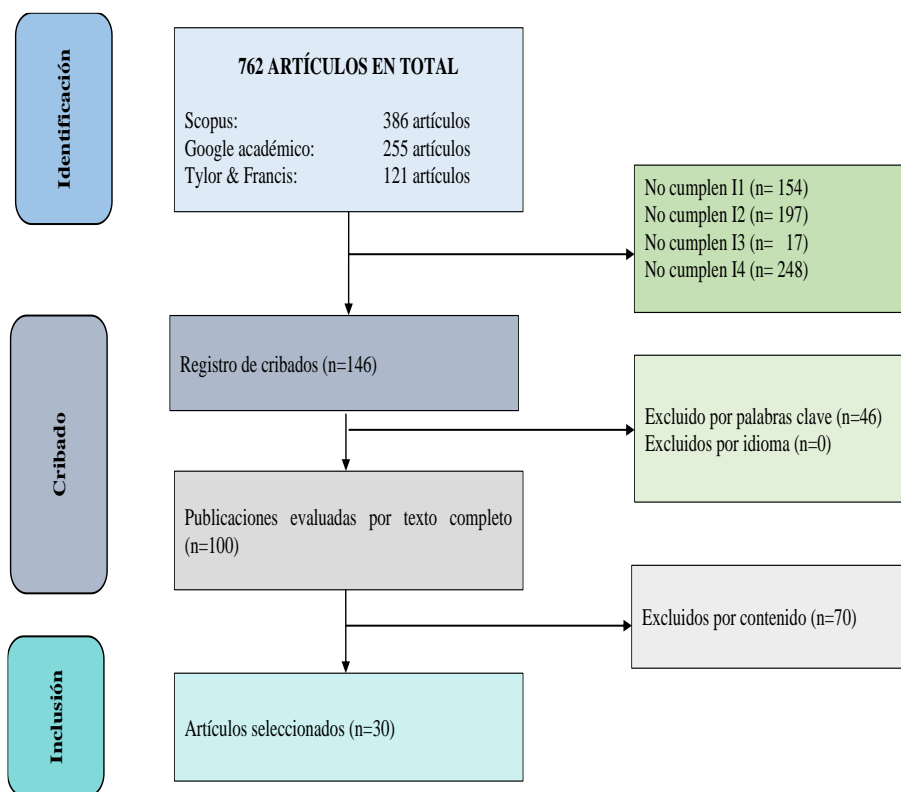 Identificación
762 ARTÍCULOS EN TOTAL
Scopus: 386 artículos
Google académico: 255 artículos
Tylor & Francis: 121 artículos
No cumplen I1 (n= 154)
No cumplen I2 (n= 197)
No cumplen I3 (n= 17)
No cumplen I4 (n= 248)
Cribado
Registro de cribados (n=146)
Excluido por palabras clave (n=46)
Excluidos por idioma (n=0)
Publicaciones evaluadas por texto completo
(n=100)
Excluidos por contenido (n=70)
Inclusión
Artículos seleccionados (n=30)